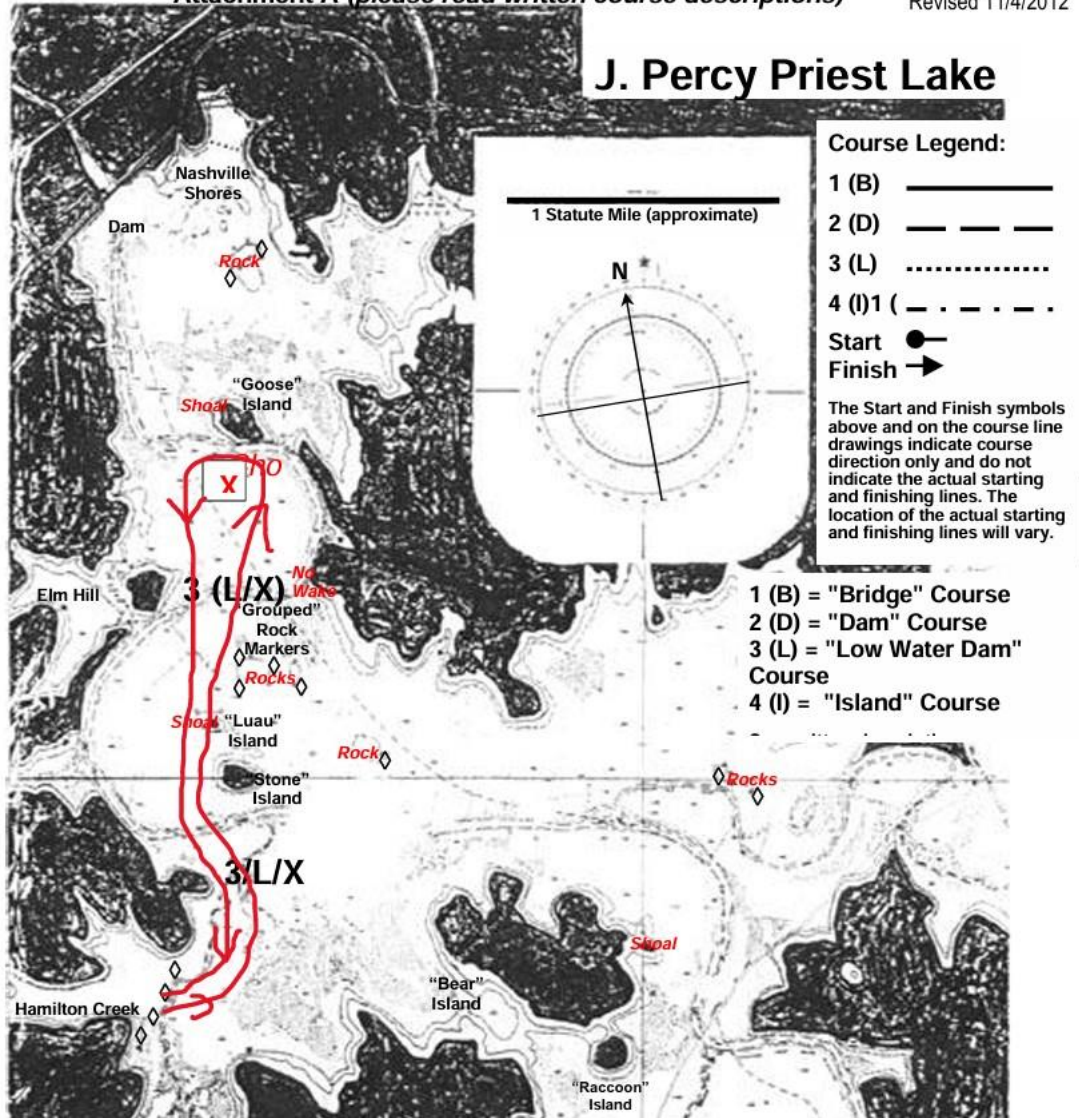 Attachment A (please read written course descriptions)
Revised 11/4/2012
J. Percy Priest Lake
Course Legend:
1 (B)
2 (D)
3 (L)
4 (I)1 (
Start
Finish
The Start and Finish symbols
above and on the course line
drawings indicate course
direction only and do not
indicate the actual starting
and finishing lines. The
location of the actual starting
and finishing lines will vary.
1 (B) = "Bridge" Course
2 (D) = "Dam" Course
3 (L) = "Low Water Dam"
Course
4 (I) = "Island" Course
1 Statute Mile (approximate)
N
Nashville
Shores
Dam
Rock
"Goose"
Island
Shoal
X
3 (L/X)
No
Wake
Elm Hill
"Grouped"
Rock
Markers
Rocks
Shoal
"Luau"
Island
Rock
"Stone"
Island
Rocks
3/L/X
Shoal
"Bear"
Island
Hamilton Creek
"Raccoon"
Island